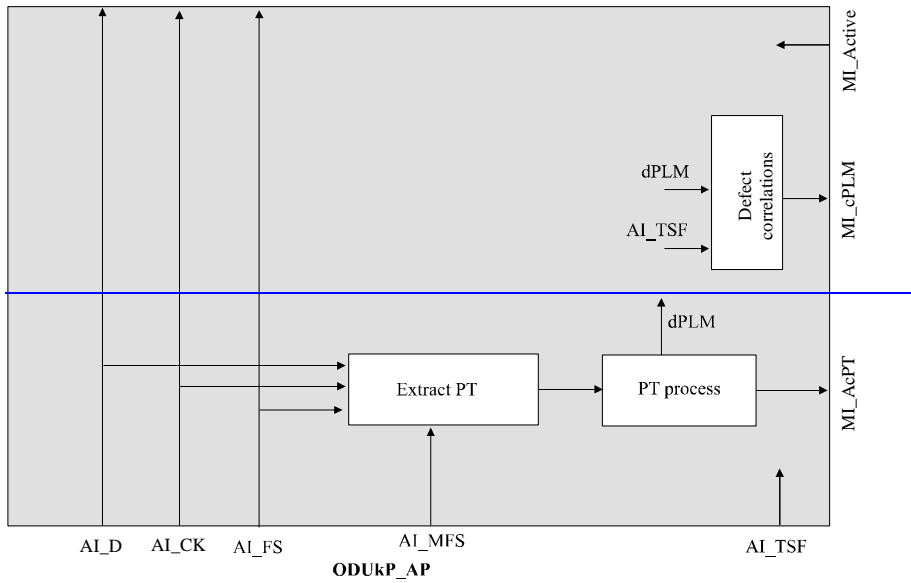 MI_Active
dPLM
AI_TSF
Defect
correlations
MI_cPLM
dPLM
Extract PT
PT process
MI_AcPT
AI_D
AI_CK
AI_FS
AI_MFS
AI_TSF
ODUkP_AP